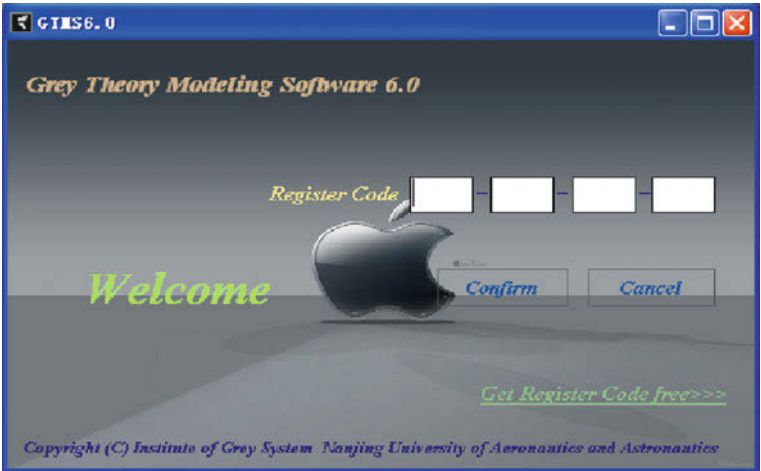 GTMS6.0
Grey Theory Modeling Software 6.0
Register Code - - -
Welcome
Confirm Cancel
Get Register Code free>>>
Copyright (C) Institute of Grey System Nanjing University of Aeronautics and Astronautics